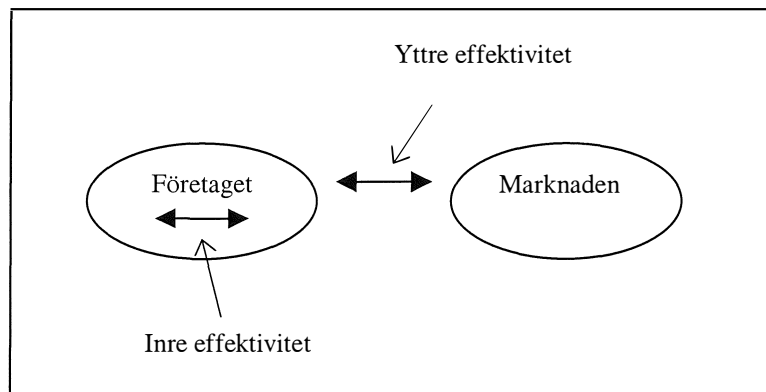 Yttre effektivitet
Företaget
Marknaden
Inre effektivitet